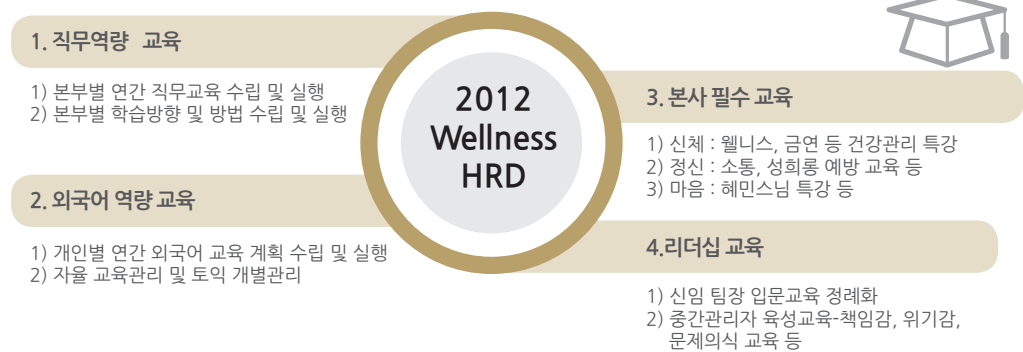 1. 직무역량 교육
1) 본부별 연간 직무교육 수립 및 실행
2) 본부별 학습방향 및 방법 수립 및 실행
2. 외국어 역량 교육
1) 개인별 연간 외국어 교육 계획 수립 및 실행
2) 자율 교육관리 및 토익 개별관리
2012
Wellness
HRD
3. 본사 필수 교육
1) 신체 : 웰니스, 금연 등 건강관리 특강
2) 정신 : 소통, 성희롱 예방 교육 등
3) 마음 : 혜민스님 특강 등
4.리더십 교육
1) 신임 팀장 입문교육 정례화
2) 중간관리자 육성교육-책임감, 위기감,
문제의식 교육 등